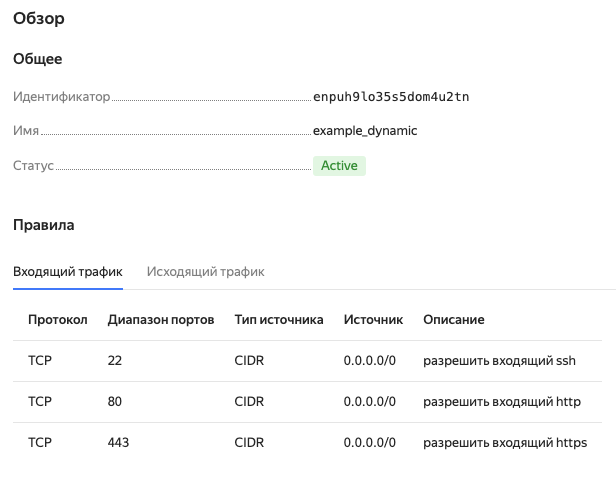 Обзор
Общее
Идентификатор enpuh9lo35s5dom4u2tn
Имя example_dynamic
Статус Active
Правила
Входящий трафик Исходящий трафик
Протокол Диапазон портов Тип источника Источник Описание
TCP 22 CIDR 0.0.0.0/0 разрешить входящий ssh
TCP 80 CIDR 0.0.0.0/0 разрешить входящий http
TCP 443 CIDR 0.0.0.0/0 разрешить входящий https